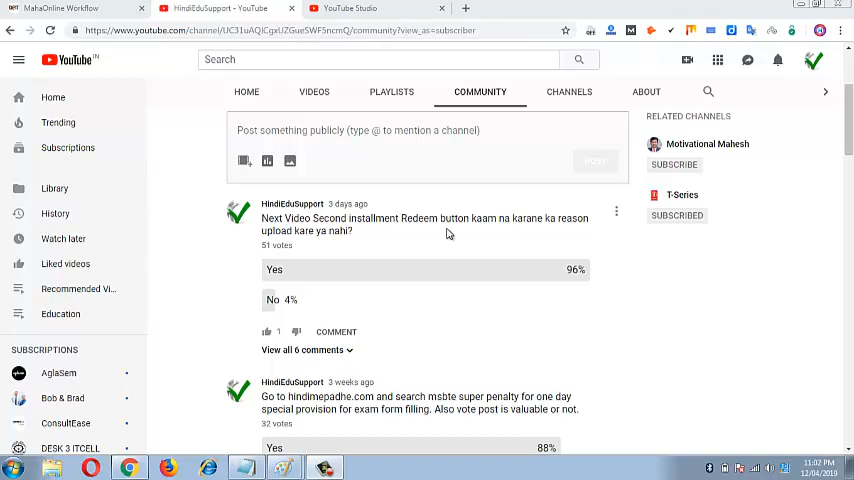 MahaOnline Workflow
HindiEduSupport - YouTube
YouTube Studio
https://www.youtube.com/channel/UC31uAQlCgxUZGueSWF5ncmQ/community?view_as=subscriber
YouTube IN
Search
HOME VIDEOS PLAYLISTS COMMUNITY CHANNELS ABOUT
Home
Trending
Subscriptions
Library
History
Watch later
Liked videos
Recommended Vi...
Education
SUBSCRIPTIONS
AglaSem
Bob & Brad
ConsultEase
DESK 3 ITCELL
Post something publicly (type @ to mention a channel)
POST
HindiEduSupport 3 days ago
Next Video Second installment Redeem button kaam na karane ka reason
upload kare ya nahi?
51 votes
Yes 96%
No 4%
1 COMMENT
View all 6 comments
HindiEduSupport 3 weeks ago
Go to hindimepadhe.com and search msbte super penalty for one day
special provision for exam form filling. Also vote post is valuable or not.
32 votes
Yes 88%
RELATED CHANNELS
Motivational Mahesh
SUBSCRIBE
T-Series
SUBSCRIBED
11:02 PM
12/04/2019